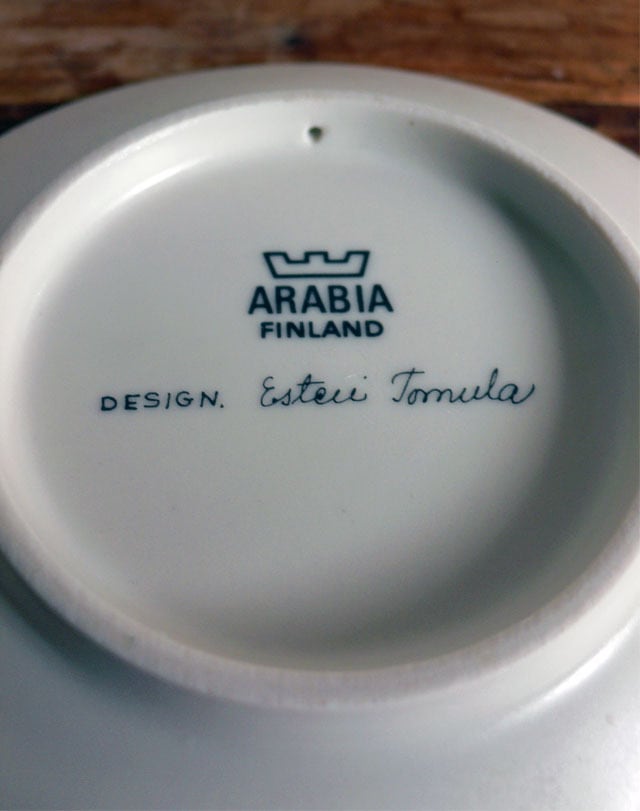 ARABIA
FINLAND
DESIGN. Esteri Tomula